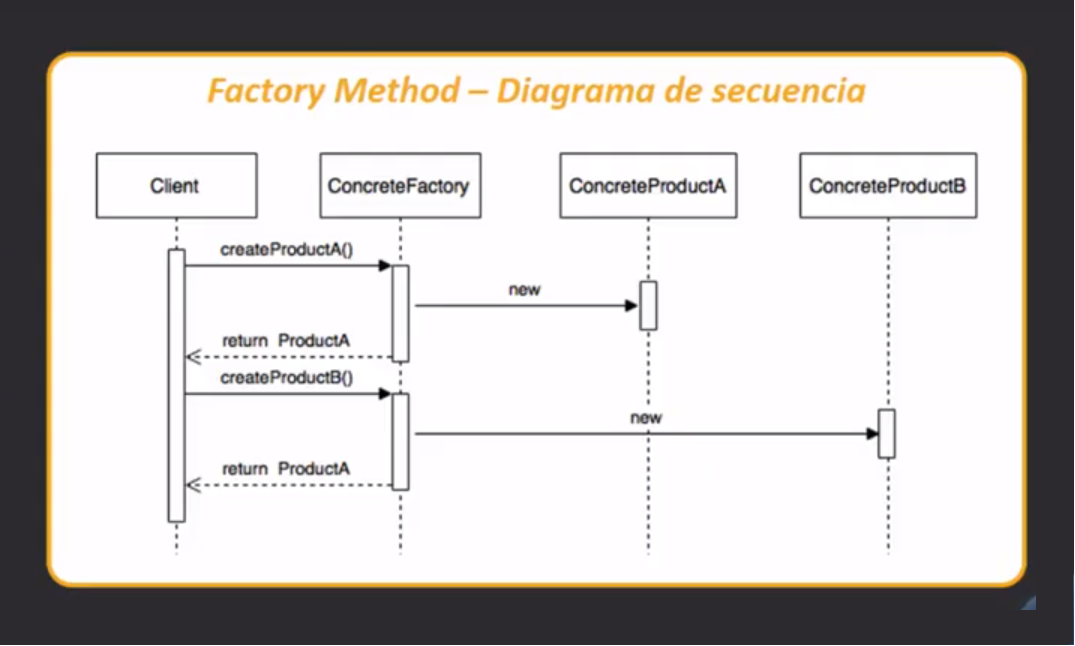 Factory Method – Diagrama de secuencia
Client
ConcreteFactory
ConcreteProductA
ConcreteProductB
createProductA()
new
return ProductA
createProductB()
new
return ProductA